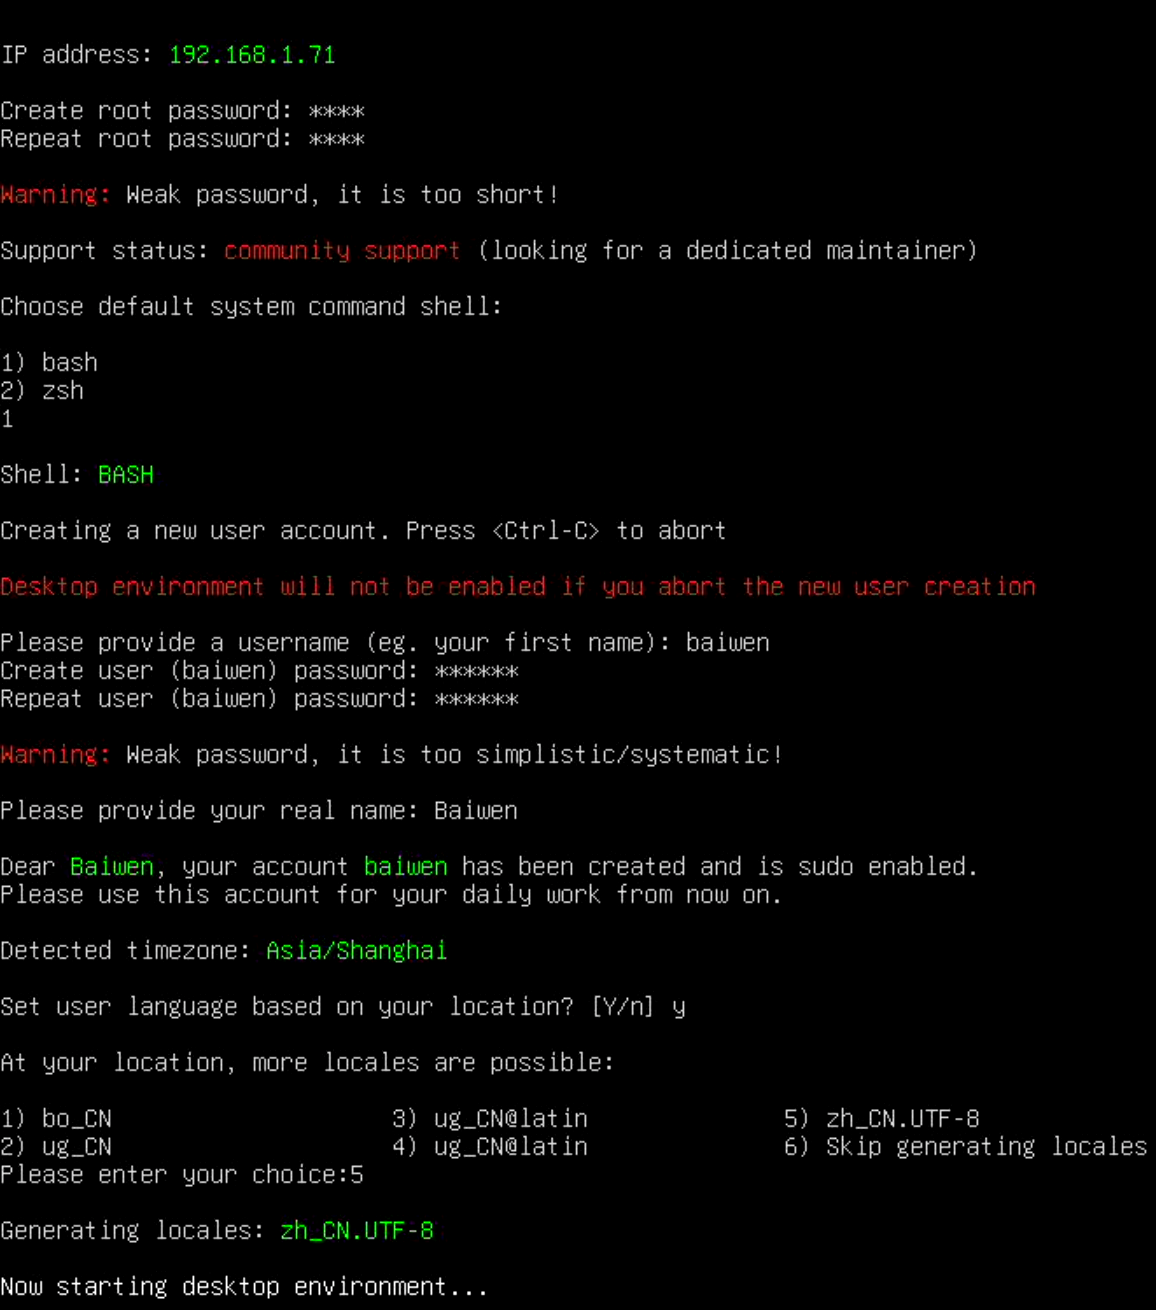 IP address: 192.168.1.71
Create root password: ****
Repeat root password: ****
Warning: Weak password, it is too short!
Support status: community support (looking for a dedicated maintainer)
Choose default system command shell:
1) bash
2) zsh
1
Shell: BASH
Creating a new user account. Press <Ctrl-C> to abort
Desktop environment will not be enabled if you abort the new user creation
Please provide a username (eg. your first name): baiwen
Create user (baiwen) password: ******
Repeat user (baiwen) password: ******
Warning: Weak password, it is too simplistic/systematic!
Please provide your real name: Baiwen
Dear Baiwen, your account baiwen has been created and is sudo enabled.
Please use this account for your daily work from now on.
Detected timezone: Asia/Shanghai
Set user language based on your location? [Y/n] y
At your location, more locales are possible:
1) bo_CN 3) ug_CN@latin 5) zh_CN.UTF-8
2) ug_CN 4) ug_CN@latin 6) Skip generating locales
Please enter your choice:5
Generating locales: zh_CN.UTF-8
Now starting desktop environment...